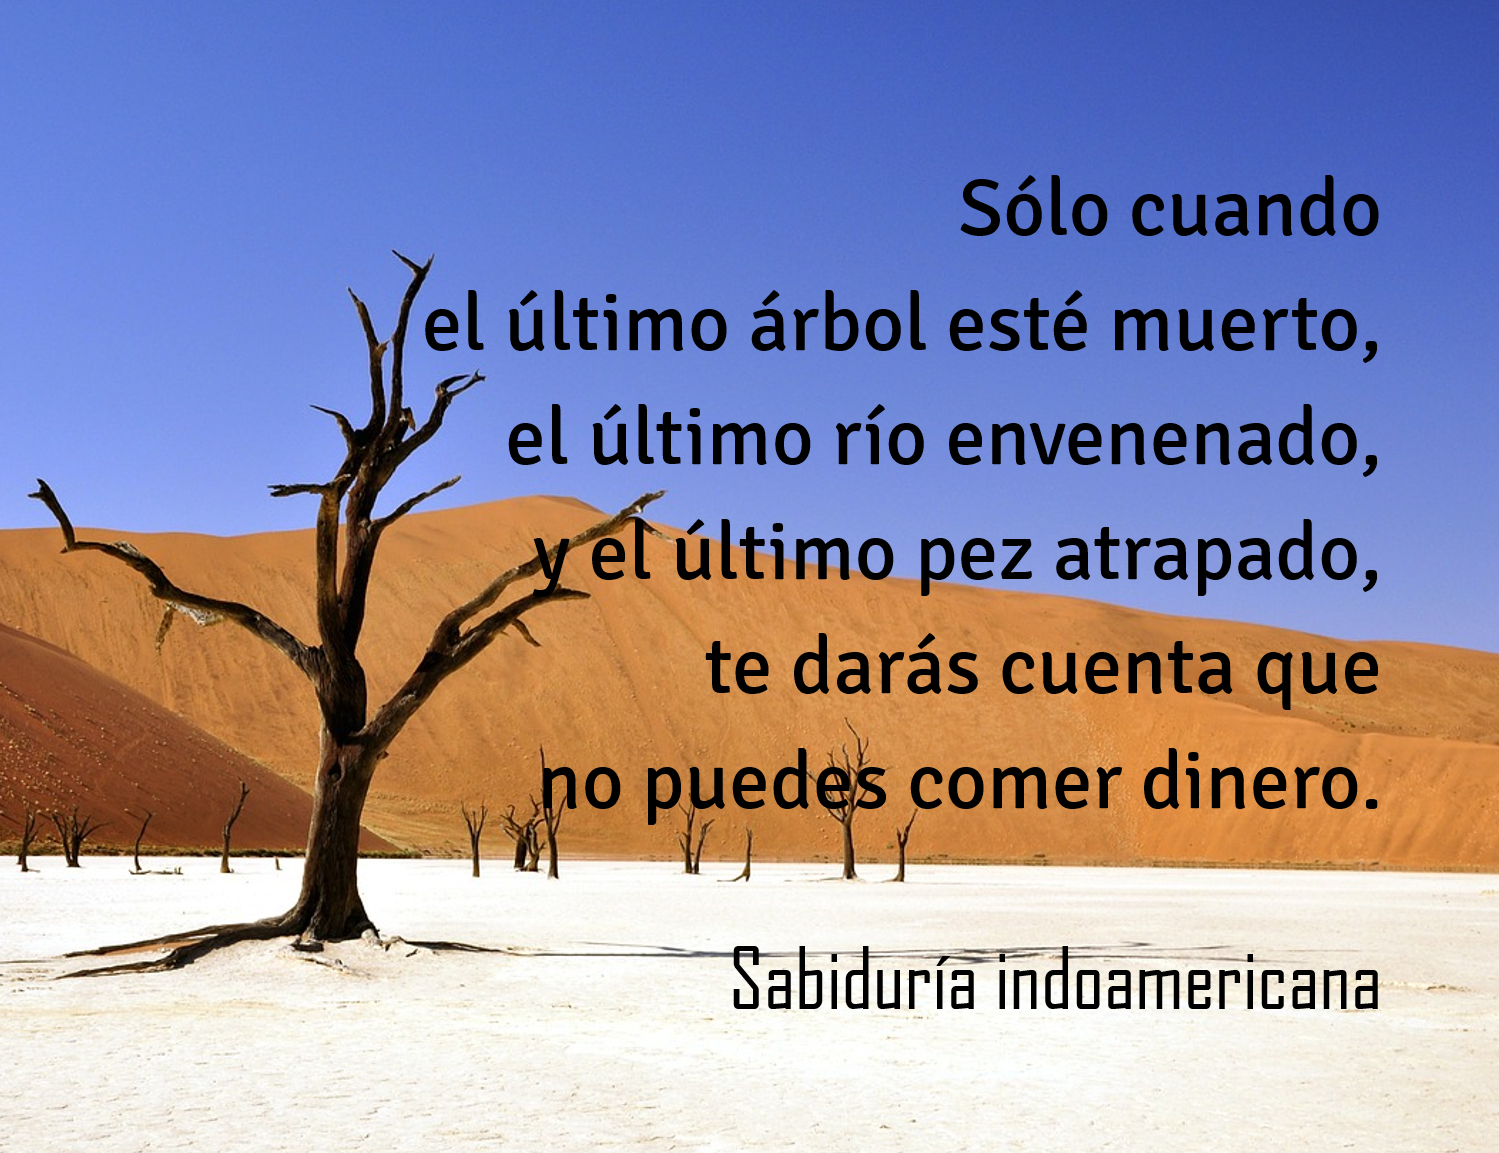 Sólo cuando
el último árbol esté muerto,
el último río envenenado,
y el último pez atrapado,
te darás cuenta que
no puedes comer dinero.
Sabiduría indoamericana